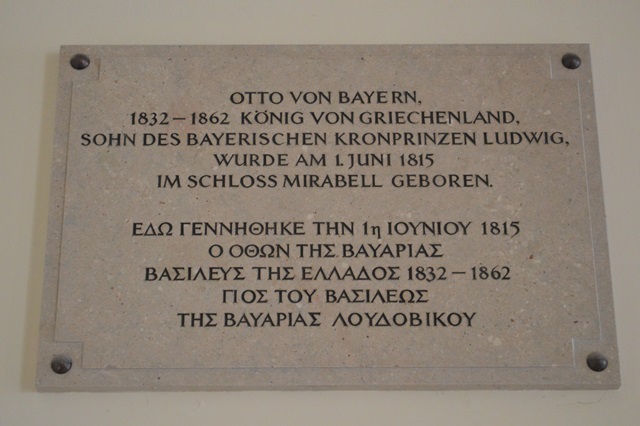 OTTO VON BAYERN,
1832–1862 KÖNIG VON GRIECHENLAND,
SOHN DES BAYERISCHEN KRONPRINZEN LUDWIG,
WURDE AM 1. JUNI 1815
IM SCHLOSS MIRABELL GEBOREN.
ΕΔΩ ΓΕΝΝΗΘΗΚΕ ΤΗΝ 1η ΙΟΥΝΙΟΥ 1815
Ο ΟΘΩΝ ΤΗΣ ΒΑΥΑΡΙΑΣ
ΒΑΣΙΛΕΥΣ ΤΗΣ ΕΛΛΑΔΟΣ 1832–1862
ΓΙΟΣ ΤΟΥ ΒΑΣΙΛΕΩΣ
ΤΗΣ ΒΑΥΑΡΙΑΣ ΛΟΥΔΟΒΙΚΟΥ